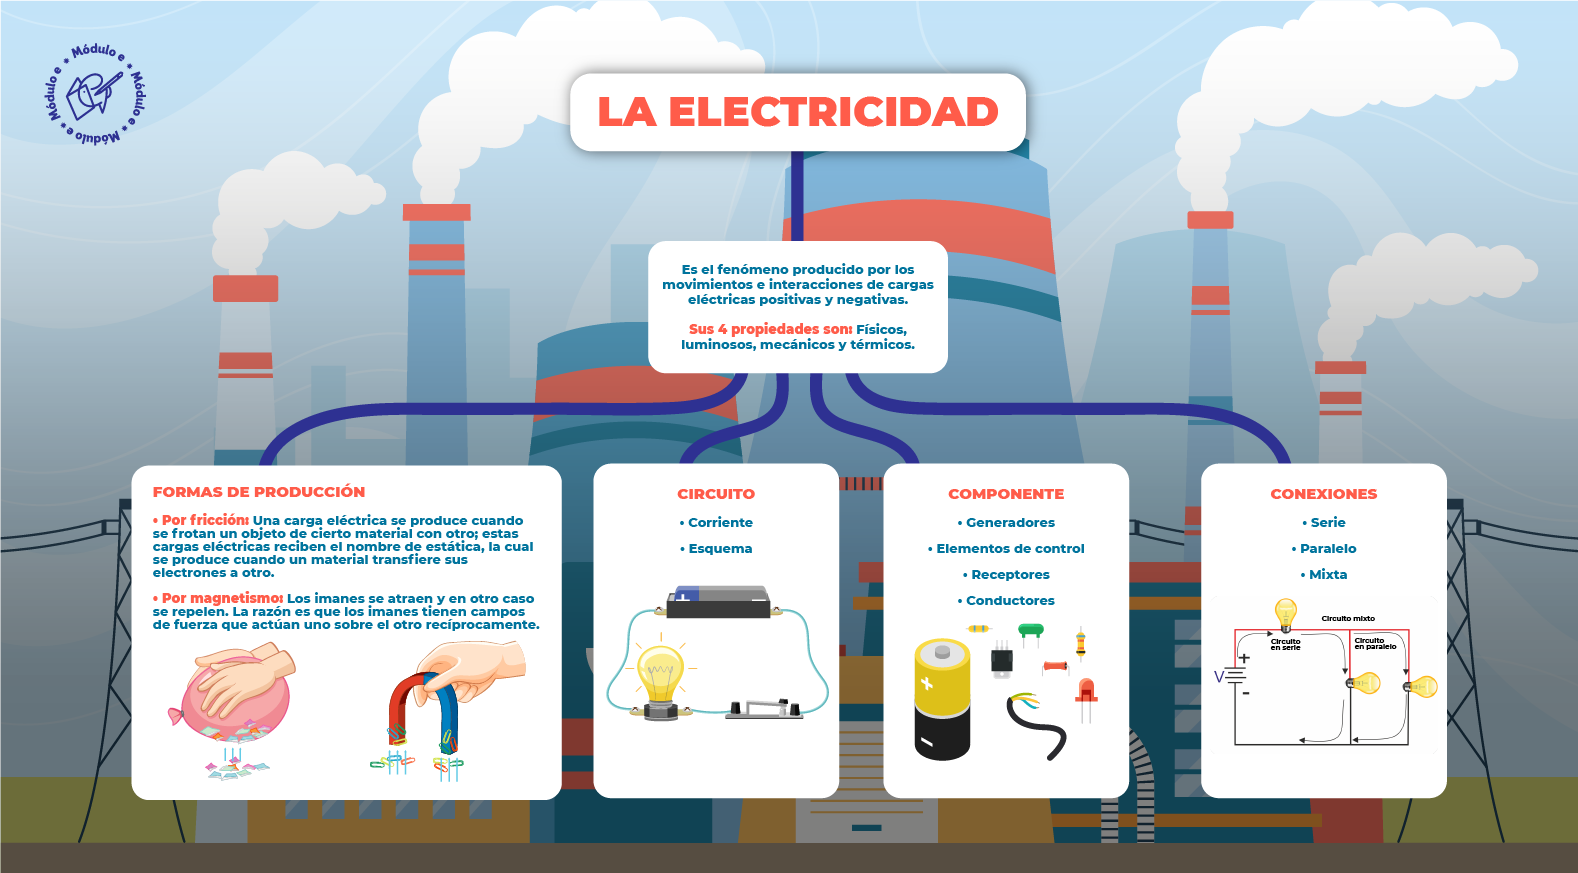 Módulo e * Módulo e * Módulo e * Módulo e *
LA ELECTRICIDAD
Es el fenómeno producido por los
movimientos e interacciones de cargas
eléctricas positivas y negativas.
Sus 4 propiedades son: Físicos,
luminosos, mecánicos y térmicos.
FORMAS DE PRODUCCIÓN
• Por fricción: Una carga eléctrica se produce cuando
se frotan un objeto de cierto material con otro; estas
cargas eléctricas reciben el nombre de estática, la cual
se produce cuando un material transfiere sus
electrones a otro.
• Por magnetismo: Los imanes se atraen y en otro caso
se repelen. La razón es que los imanes tienen campos
de fuerza que actúan uno sobre el otro recíprocamente.
CIRCUITO
• Corriente
• Esquema
+ −
COMPONENTE
• Generadores
• Elementos de control
• Receptores
• Conductores
+
−
CONEXIONES
• Serie
• Paralelo
• Mixta
Circuito mixto
Circuito
en serie
Circuito
en paralelo
+
V
-